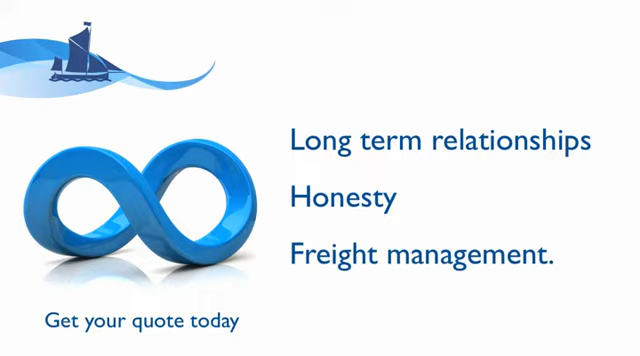 Long term relationships
Honesty
Freight management.
Get your quote today